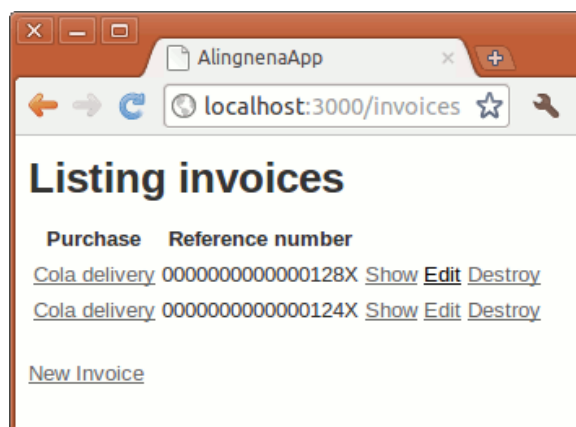 AlingnenaApp
localhost:3000/invoices
Listing invoices
Purchase Reference number
Cola delivery 0000000000000128X Show Edit Destroy
Cola delivery 0000000000000124X Show Edit Destroy
New Invoice